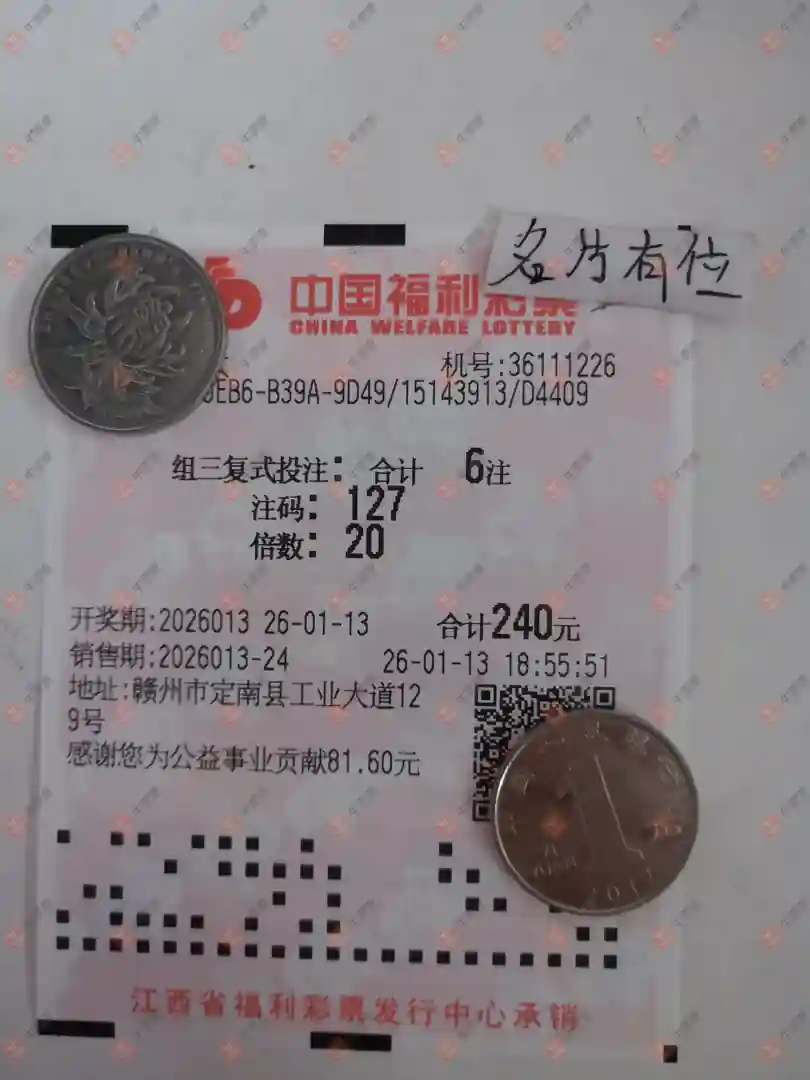 名片有位
中国福利彩票
CHINA WELFARE LOTTERY
机号:36111226
EB6-B39A-9D49/15143913/D4409
组三复式投注: 合计 6注
注码: 127
倍数: 20
开奖期:2026013 26-01-13 合计240元
销售期:2026013-24 26-01-13 18:55:51
地址:赣州市定南县工业大道12
9号
感谢您为公益事业贡献81.60元
江西省福利彩票发行中心承销